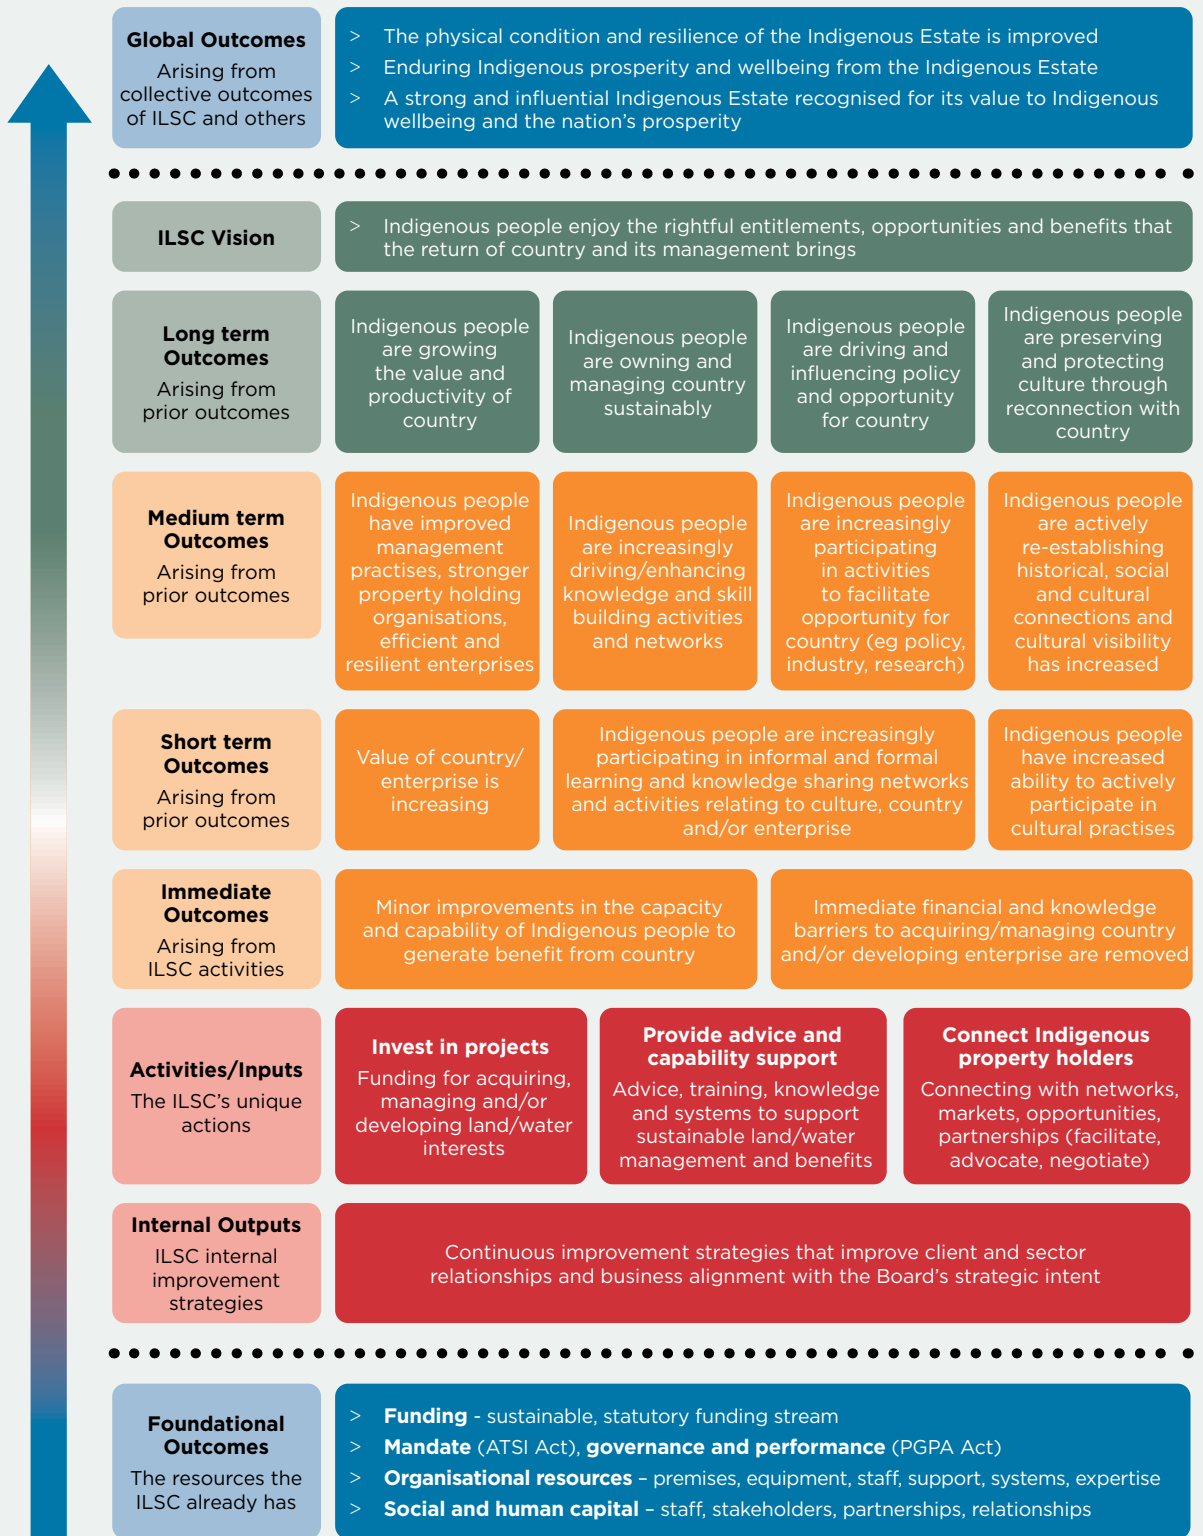 Global Outcomes
Arising from
collective outcomes
of ILSC and others
> The physical condition and resilience of the Indigenous Estate is improved
> Enduring Indigenous prosperity and wellbeing from the Indigenous Estate
> A strong and influential Indigenous Estate recognised for its value to Indigenous
wellbeing and the nation's prosperity
ILSC Vision
> Indigenous people enjoy the rightful entitlements, opportunities and benefits that
the return of country and its management brings
Long term
Outcomes
Arising from
prior outcomes
Indigenous people
are growing
the value and
productivity of
country
Indigenous people
are owning and
managing country
sustainably
Indigenous people
are driving and
influencing policy
and opportunity
for country
Indigenous people
are preserving
and protecting
culture through
reconnection with
country
Medium term
Outcomes
Arising from
prior outcomes
Indigenous people
have improved
management
practises, stronger
property holding
organisations,
efficient and
resilient enterprises
Indigenous people
are increasingly
driving/enhancing
knowledge and skill
building activities
and networks
Indigenous people
are increasingly
participating
in activities
to facilitate
opportunity for
country (eg policy,
industry, research)
Indigenous people
are actively
re-establishing
historical, social
and cultural
connections and
cultural visibility
has increased
Short term
Outcomes
Arising from
prior outcomes
Value of country/
enterprise is
increasing
Indigenous people are increasingly
participating in informal and formal
learning and knowledge sharing networks
and activities relating to culture, country
and/or enterprise
Indigenous people
have increased
ability to actively
participate in
cultural practises
Immediate
Outcomes
Arising from
ILSC activities
Minor improvements in the capacity
and capability of Indigenous people to
generate benefit from country
Immediate financial and knowledge
barriers to acquiring/managing country
and/or developing enterprise are removed
Activities/Inputs
The ILSC's unique
actions
Invest in projects
Funding for acquiring,
managing and/or
developing land/water
interests
Provide advice and
capability support
Advice, training, knowledge
and systems to support
sustainable land/water
management and benefits
Connect Indigenous
property holders
Connecting with networks,
markets, opportunities,
partnerships (facilitate,
advocate, negotiate)
Internal Outputs
ILSC internal
improvement
strategies
Continuous improvement strategies that improve client and sector
relationships and business alignment with the Board's strategic intent
Foundational
Outcomes
The resources the
ILSC already has
> Funding - sustainable, statutory funding stream
> Mandate (ATSI Act), governance and performance (PGPA Act)
> Organisational resources – premises, equipment, staff, support, systems, expertise
> Social and human capital – staff, stakeholders, partnerships, relationships